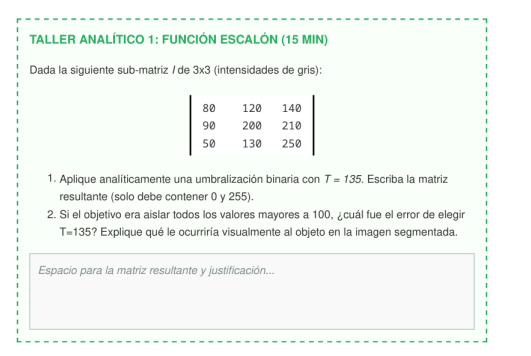 TALLER ANALÍTICO 1: FUNCIÓN ESCALÓN (15 MIN)
Dada la siguiente sub-matriz I de 3x3 (intensidades de gris):
80 120 140
90 200 210
50 130 250
1. Aplique analíticamente una umbralización binaria con T = 135. Escriba la matriz
resultante (solo debe contener 0 y 255).
2. Si el objetivo era aislar todos los valores mayores a 100, ¿cuál fue el error de elegir
T=135? Explique qué le ocurriría visualmente al objeto en la imagen segmentada.
Espacio para la matriz resultante y justificación...